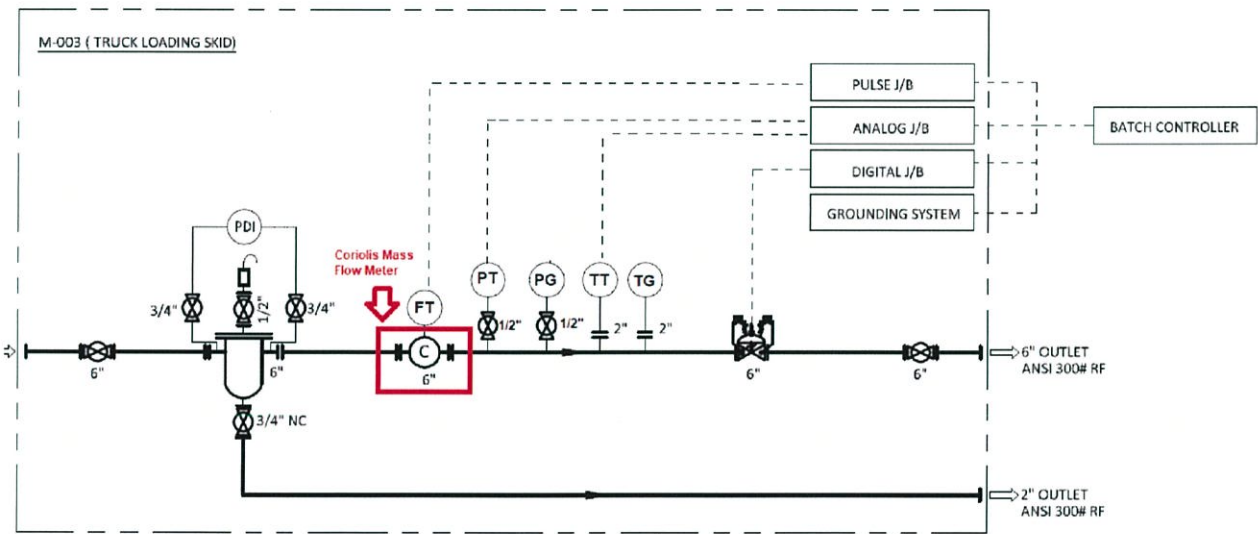 M-003 ( TRUCK LOADING SKID)
PULSE J/B
ANALOG J/B
BATCH CONTROLLER
DIGITAL J/B
GROUNDING SYSTEM
PDI
Coriolis Mass
Flow Meter
3/4"
1/2"
3/4"
FT
PT
PG
TT
TG
1/2"
1/2"
2"
2"
C
6"
6"
6"
6"
6"
6" OUTLET
ANSI 300# RF
3/4" NC
2" OUTLET
ANSI 300# RF